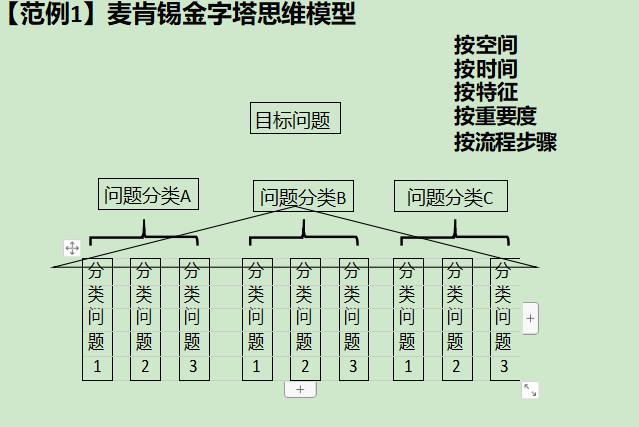 【范例1】麦肯锡金字塔思维模型
按空间
按时间
按特征
按重要度
按流程步骤
目标问题
问题分类A
问题分类B
问题分类C
分类问题1
分类问题2
分类问题3
分类问题1
分类问题2
分类问题3
分类问题1
分类问题2
分类问题3